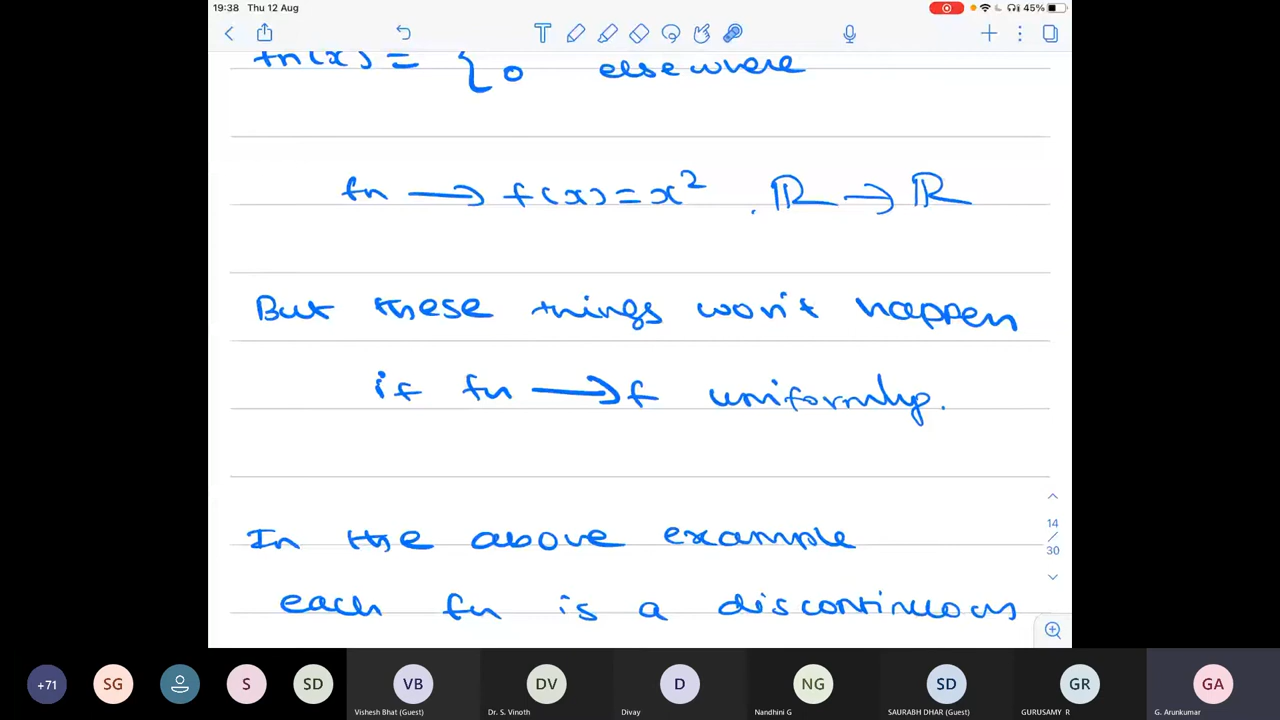 19:38 Thu 12 Aug
45%
fn(x) = { 0 elsewhere
fn → f(x) = x² . ℝ → ℝ
But these things won't happen
if fn → f uniformly.
In the above example
each fn is a discontinuous
14
/
30
+71 SG S SD VB DV D NG SD GR GA
Vishesh Bhat (Guest) Dr. S. Vinoth Divay Nandhini G SAURABH DHAR (Guest) GURUSAMY R G. Arunkumar